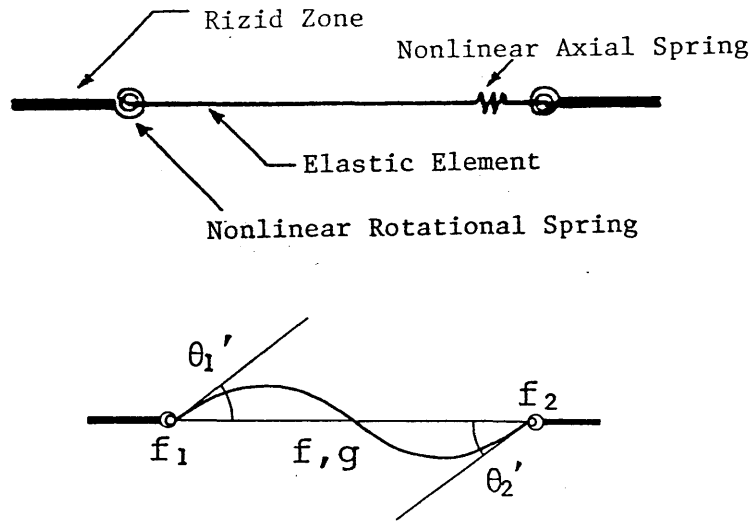 Rizid Zone
Nonlinear Axial Spring
Elastic Element
Nonlinear Rotational Spring
θ1′
f1
f,g
f2
θ2′